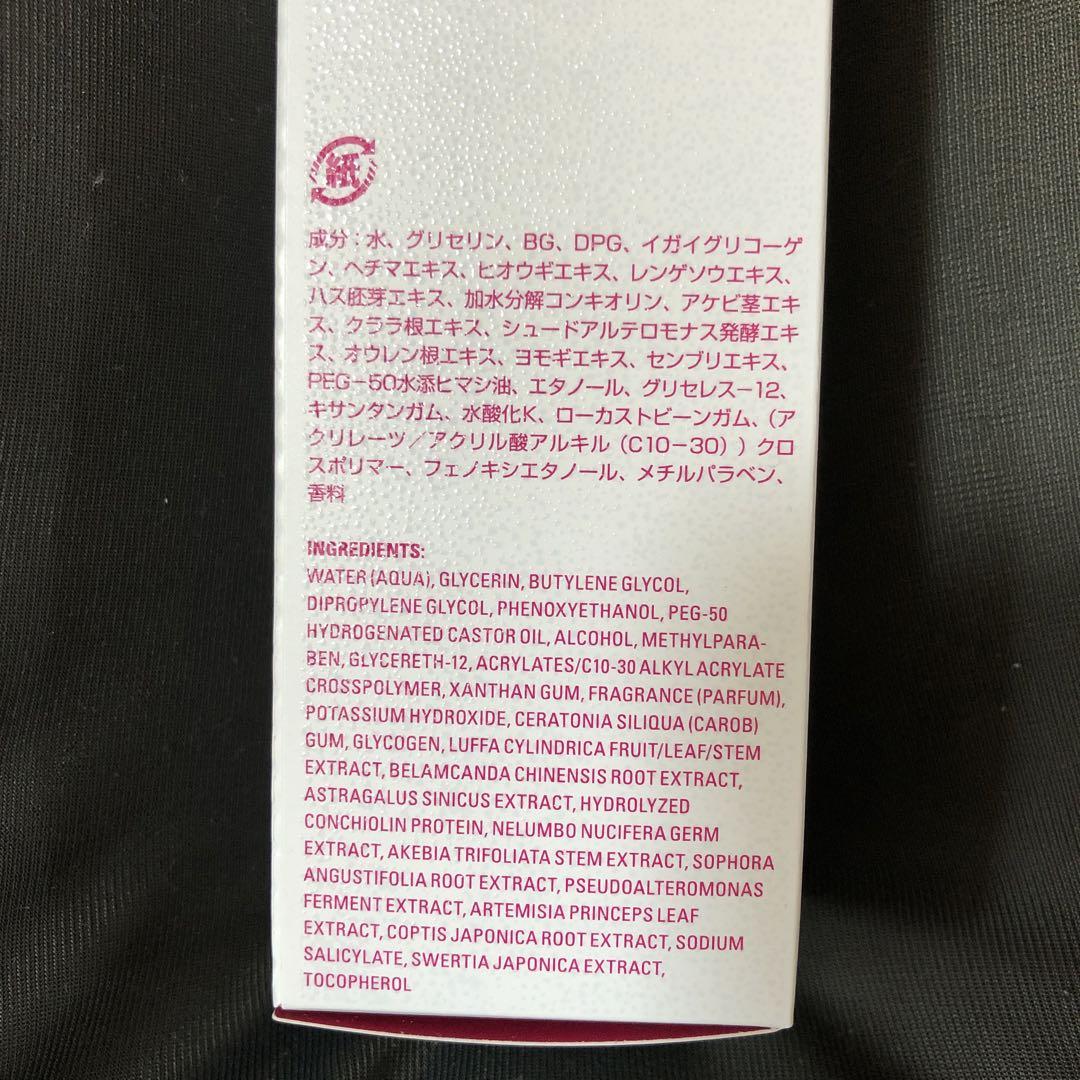 紙
成分：水、グリセリン、BG、DPG、イガイグリコーゲ
ン、ヘチマエキス、ヒオウギエキス、レンゲソウエキス、
ハス胚芽エキス、加水分解コンキオリン、アケビ茎エキ
ス、クララ根エキス、シュードアルテロモナス発酵エキ
ス、オウレン根エキス、ヨモギエキス、センブリエキス、
PEG－50水添ヒマシ油、エタノール、グリセレス－12、
キサンタンガム、水酸化K、ローカストビーンガム、（ア
クリレーツ／アクリル酸アルキル（C10－30））クロ
スポリマー、フェノキシエタノール、メチルパラベン、
香料
INGREDIENTS:
WATER (AQUA), GLYCERIN, BUTYLENE GLYCOL,
DIPROPYLENE GLYCOL, PHENOXYETHANOL, PEG-50
HYDROGENATED CASTOR OIL, ALCOHOL, METHYLPARA-
BEN, GLYCERETH-12, ACRYLATES/C10-30 ALKYL ACRYLATE
CROSSPOLYMER, XANTHAN GUM, FRAGRANCE (PARFUM),
POTASSIUM HYDROXIDE, CERATONIA SILIQUA (CAROB)
GUM, GLYCOGEN, LUFFA CYLINDRICA FRUIT/LEAF/STEM
EXTRACT, BELAMCANDA CHINENSIS ROOT EXTRACT,
ASTRAGALUS SINICUS EXTRACT, HYDROLYZED
CONCHIOLIN PROTEIN, NELUMBO NUCIFERA GERM
EXTRACT, AKEBIA TRIFOLIATA STEM EXTRACT, SOPHORA
ANGUSTIFOLIA ROOT EXTRACT, PSEUDOALTEROMONAS
FERMENT EXTRACT, ARTEMISIA PRINCEPS LEAF
EXTRACT, COPTIS JAPONICA ROOT EXTRACT, SODIUM
SALICYLATE, SWERTIA JAPONICA EXTRACT,
TOCOPHEROL